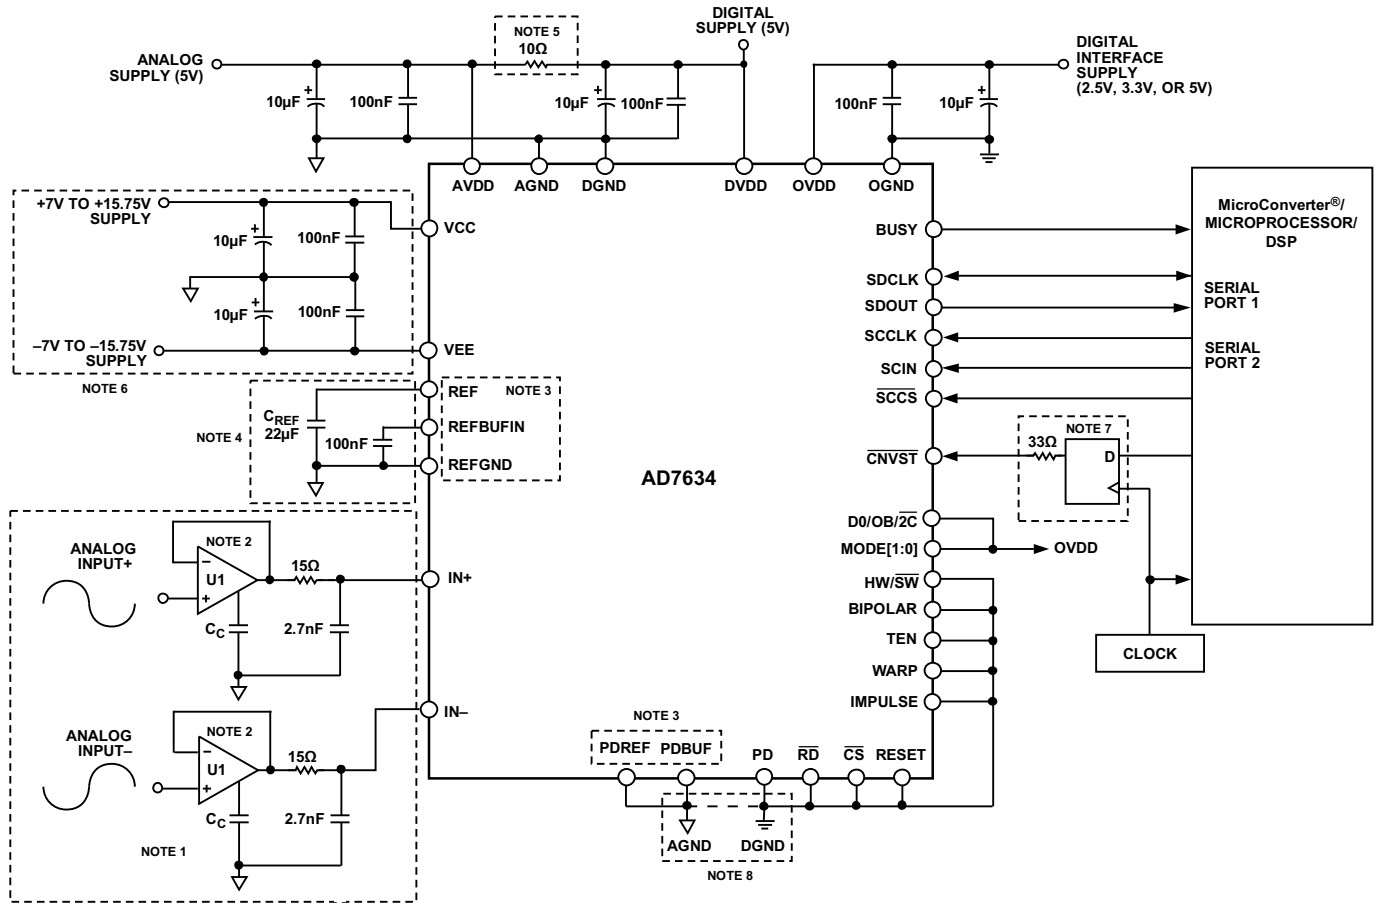 ANALOG
SUPPLY (5V)
NOTE 5
10Ω
DIGITAL
SUPPLY (5V)
DIGITAL
INTERFACE
SUPPLY
(2.5V, 3.3V, OR 5V)
+
10µF
100nF
+
10µF
100nF
100nF
+
10µF
AVDD
AGND
DGND
DVDD
OVDD
OGND
+7V TO +15.75V
SUPPLY
+
10µF
100nF
+
10µF
100nF
–7V TO –15.75V
SUPPLY
NOTE 6
VCC
VEE
REF
NOTE 3
REFBUFIN
REFGND
NOTE 4
CREF
22µF
100nF
AD7634
BUSY
SDCLK
SDOUT
SCCLK
SCIN
SCCS
CNVST
D0/OB/2C
MODE[1:0]
HW/SW
BIPOLAR
TEN
WARP
IMPULSE
MicroConverter®/
MICROPROCESSOR/
DSP
SERIAL
PORT 1
SERIAL
PORT 2
NOTE 7
33Ω
D
OVDD
CLOCK
ANALOG
INPUT+
NOTE 2
–
U1
+
15Ω
CC
2.7nF
IN+
ANALOG
INPUT–
NOTE 2
–
U1
+
15Ω
CC
2.7nF
IN–
NOTE 1
NOTE 3
PDREF PDBUF
PD
RD
CS
RESET
AGND
DGND
NOTE 8